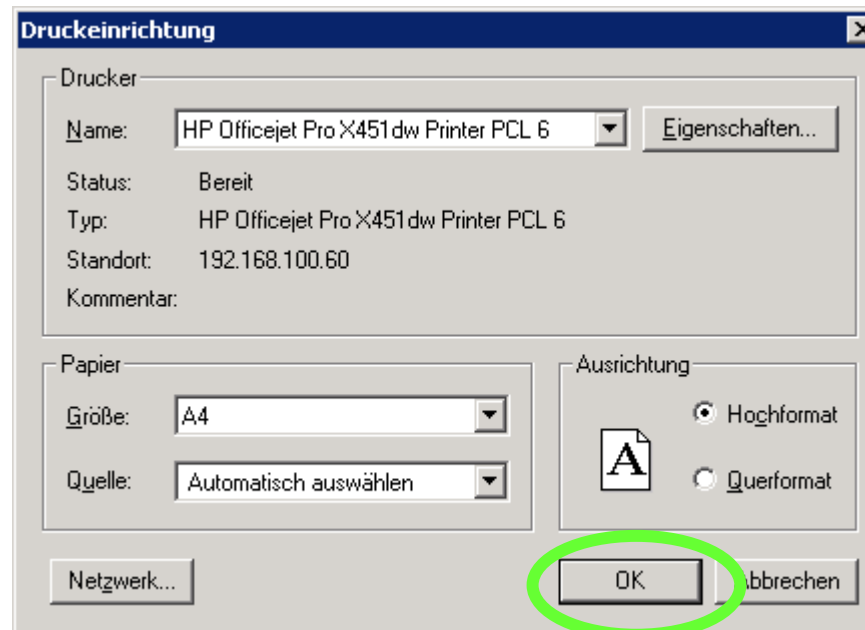 Druckeinrichtung
Drucker
Name: HP Officejet Pro X451dw Printer PCL 6 Eigenschaften...
Status: Bereit
Typ: HP Officejet Pro X451dw Printer PCL 6
Standort: 192.168.100.60
Kommentar:
Papier
Größe: A4
Quelle: Automatisch auswählen
Ausrichtung
A
Hochformat
Querformat
Netzwerk... OK Abbrechen